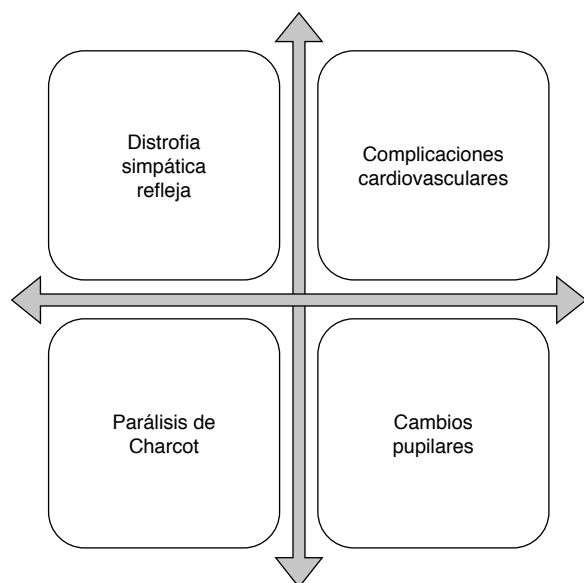 Distrofia
simpática
refleja
Complicaciones
cardiovasculares
Parálisis de
Charcot
Cambios
pupilares